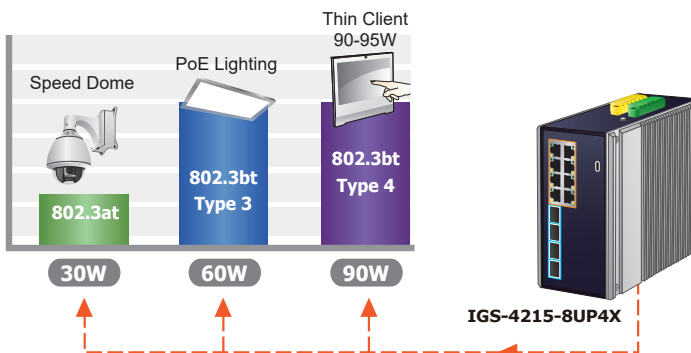 Thin Client
90-95W
PoE Lighting
Speed Dome
802.3at
802.3bt
Type 3
802.3bt
Type 4
30W
60W
90W
IGS-4215-8UP4X